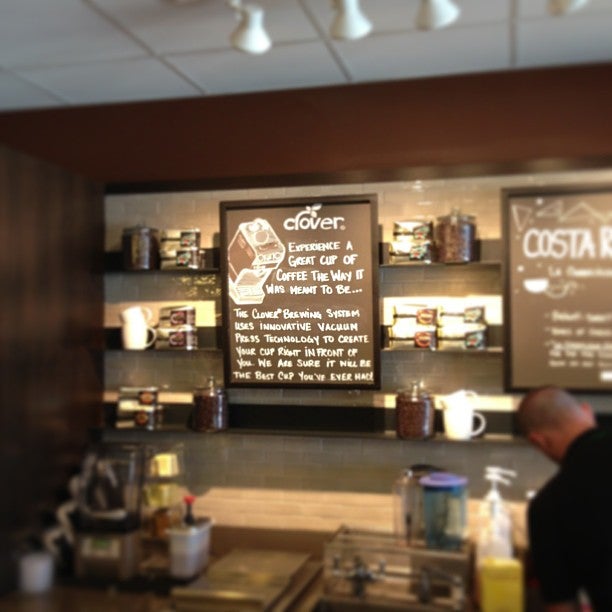 clover®
EXPERIENCE A
GREAT CUP OF
COFFEE THE WAY IT
WAS MEANT TO BE...
THE CLOVER® BREWING SYSTEM
USES INNOVATIVE VACUUM
PRESS TECHNOLOGY TO CREATE
YOUR CUP RIGHT IN FRONT OF
YOU. WE ARE SURE IT WILL BE
THE BEST CUP YOU'VE EVER HAD!
COSTA